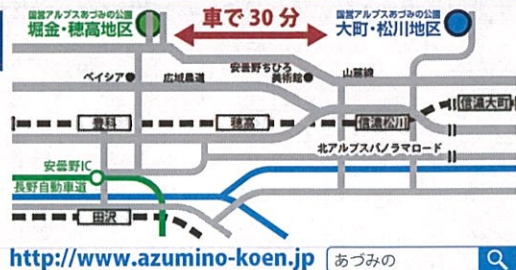 国営アルプスあづみの公園
堀金・穂高地区
車で30分
国営アルプスあづみの公園
大町・松川地区
ベイシア
広域農道
安曇野ちひろ
美術館
山麓線
豊科
穂高
信濃松川
信濃大町
北アルプスパノラマロード
安曇野IC
長野自動車道
田沢
http://www.azumino-koen.jp
あづみの